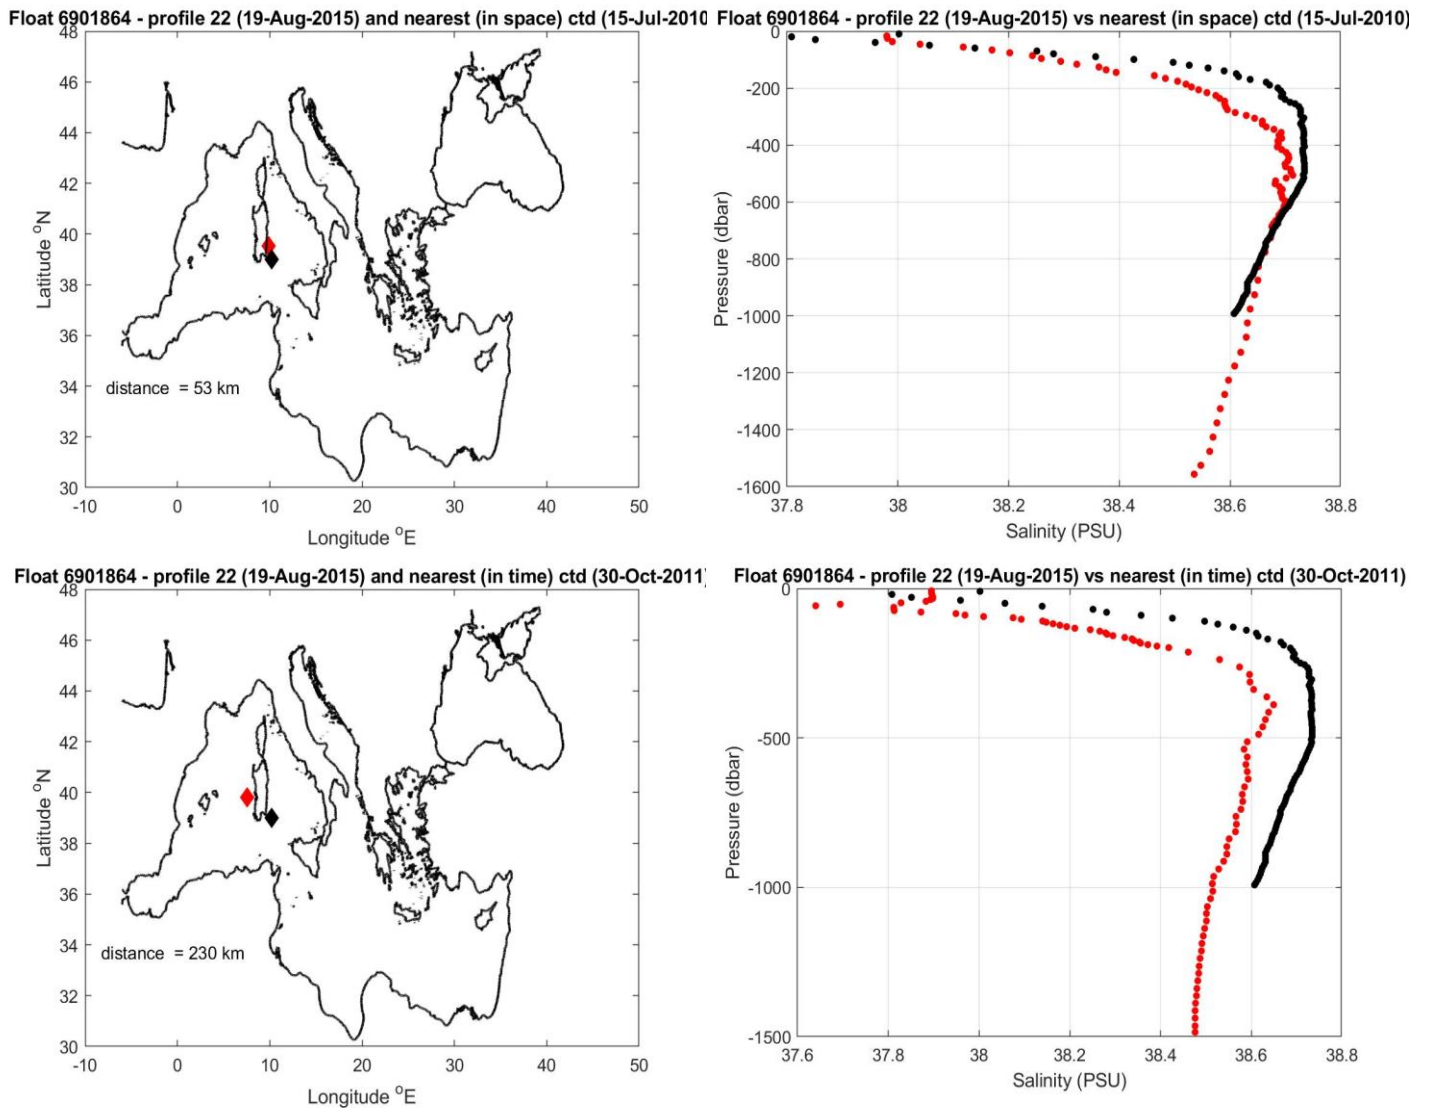 Float 6901864 - profile 22 (19-Aug-2015) and nearest (in space) ctd (15-Jul-2010
48
46
44
42
40
38
36
34
32
30
Latitude °N
distance = 53 km
-10 0 10 20 30 40 50
Longitude °E
Float 6901864 - profile 22 (19-Aug-2015) vs nearest (in space) ctd (15-Jul-2010)
0
-200
-400
-600
-800
-1000
-1200
-1400
-1600
Pressure (dbar)
37.8 38 38.2 38.4 38.6 38.8
Salinity (PSU)
Float 6901864 - profile 22 (19-Aug-2015) and nearest (in time) ctd (30-Oct-2011)
48
46
44
42
40
38
36
34
32
30
Latitude °N
distance = 230 km
-10 0 10 20 30 40 50
Longitude °E
Float 6901864 - profile 22 (19-Aug-2015) vs nearest (in time) ctd (30-Oct-2011)
0
-500
-1000
-1500
Pressure (dbar)
37.6 37.8 38 38.2 38.4 38.6 38.8
Salinity (PSU)